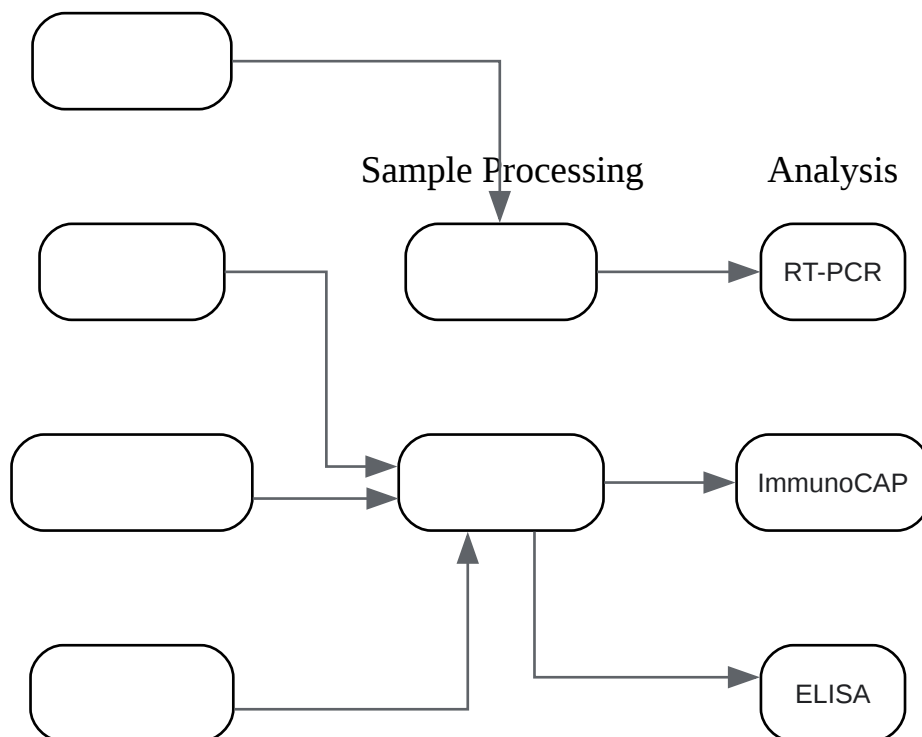 Sample Processing
Analysis
RT-PCR
ImmunoCAP
ELISA